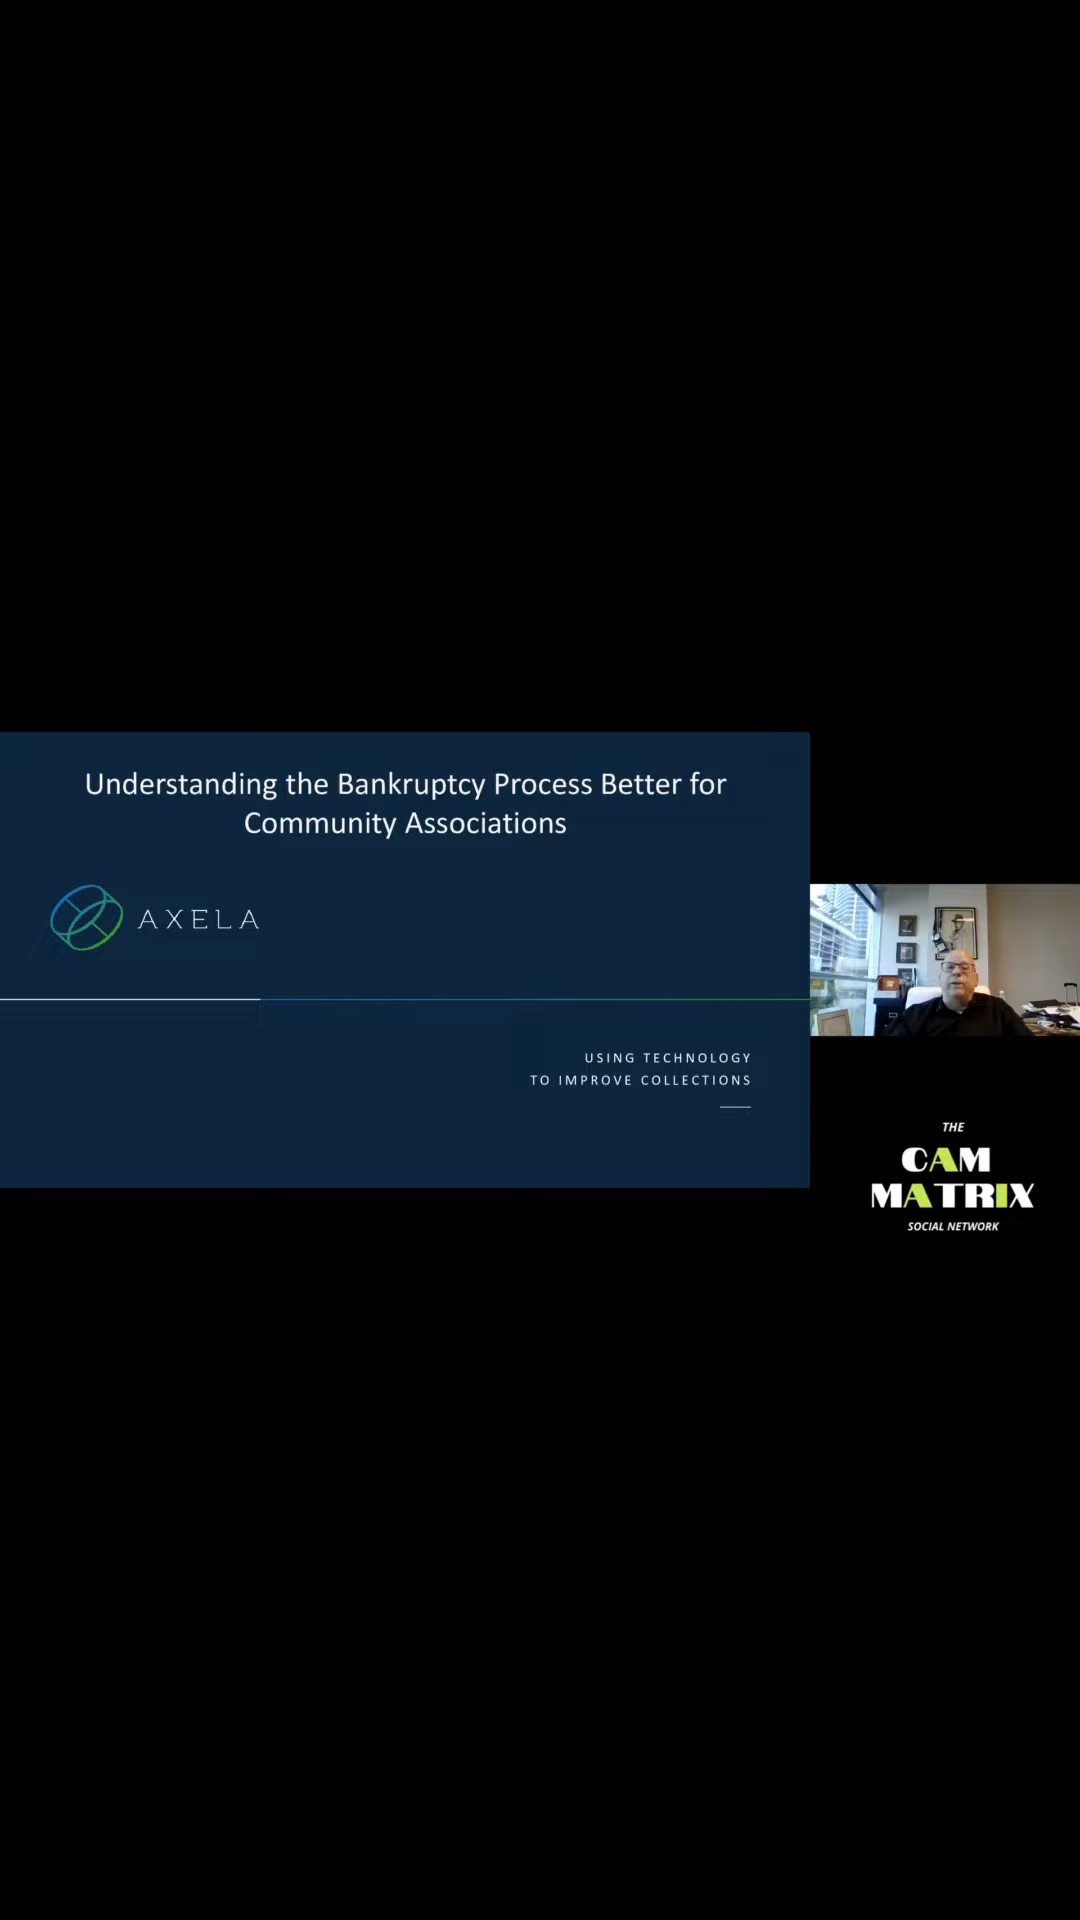 Understanding the Bankruptcy Process Better for
Community Associations
AXELA
USING TECHNOLOGY
TO IMPROVE COLLECTIONS
THE
CAM
MATRIX
SOCIAL NETWORK